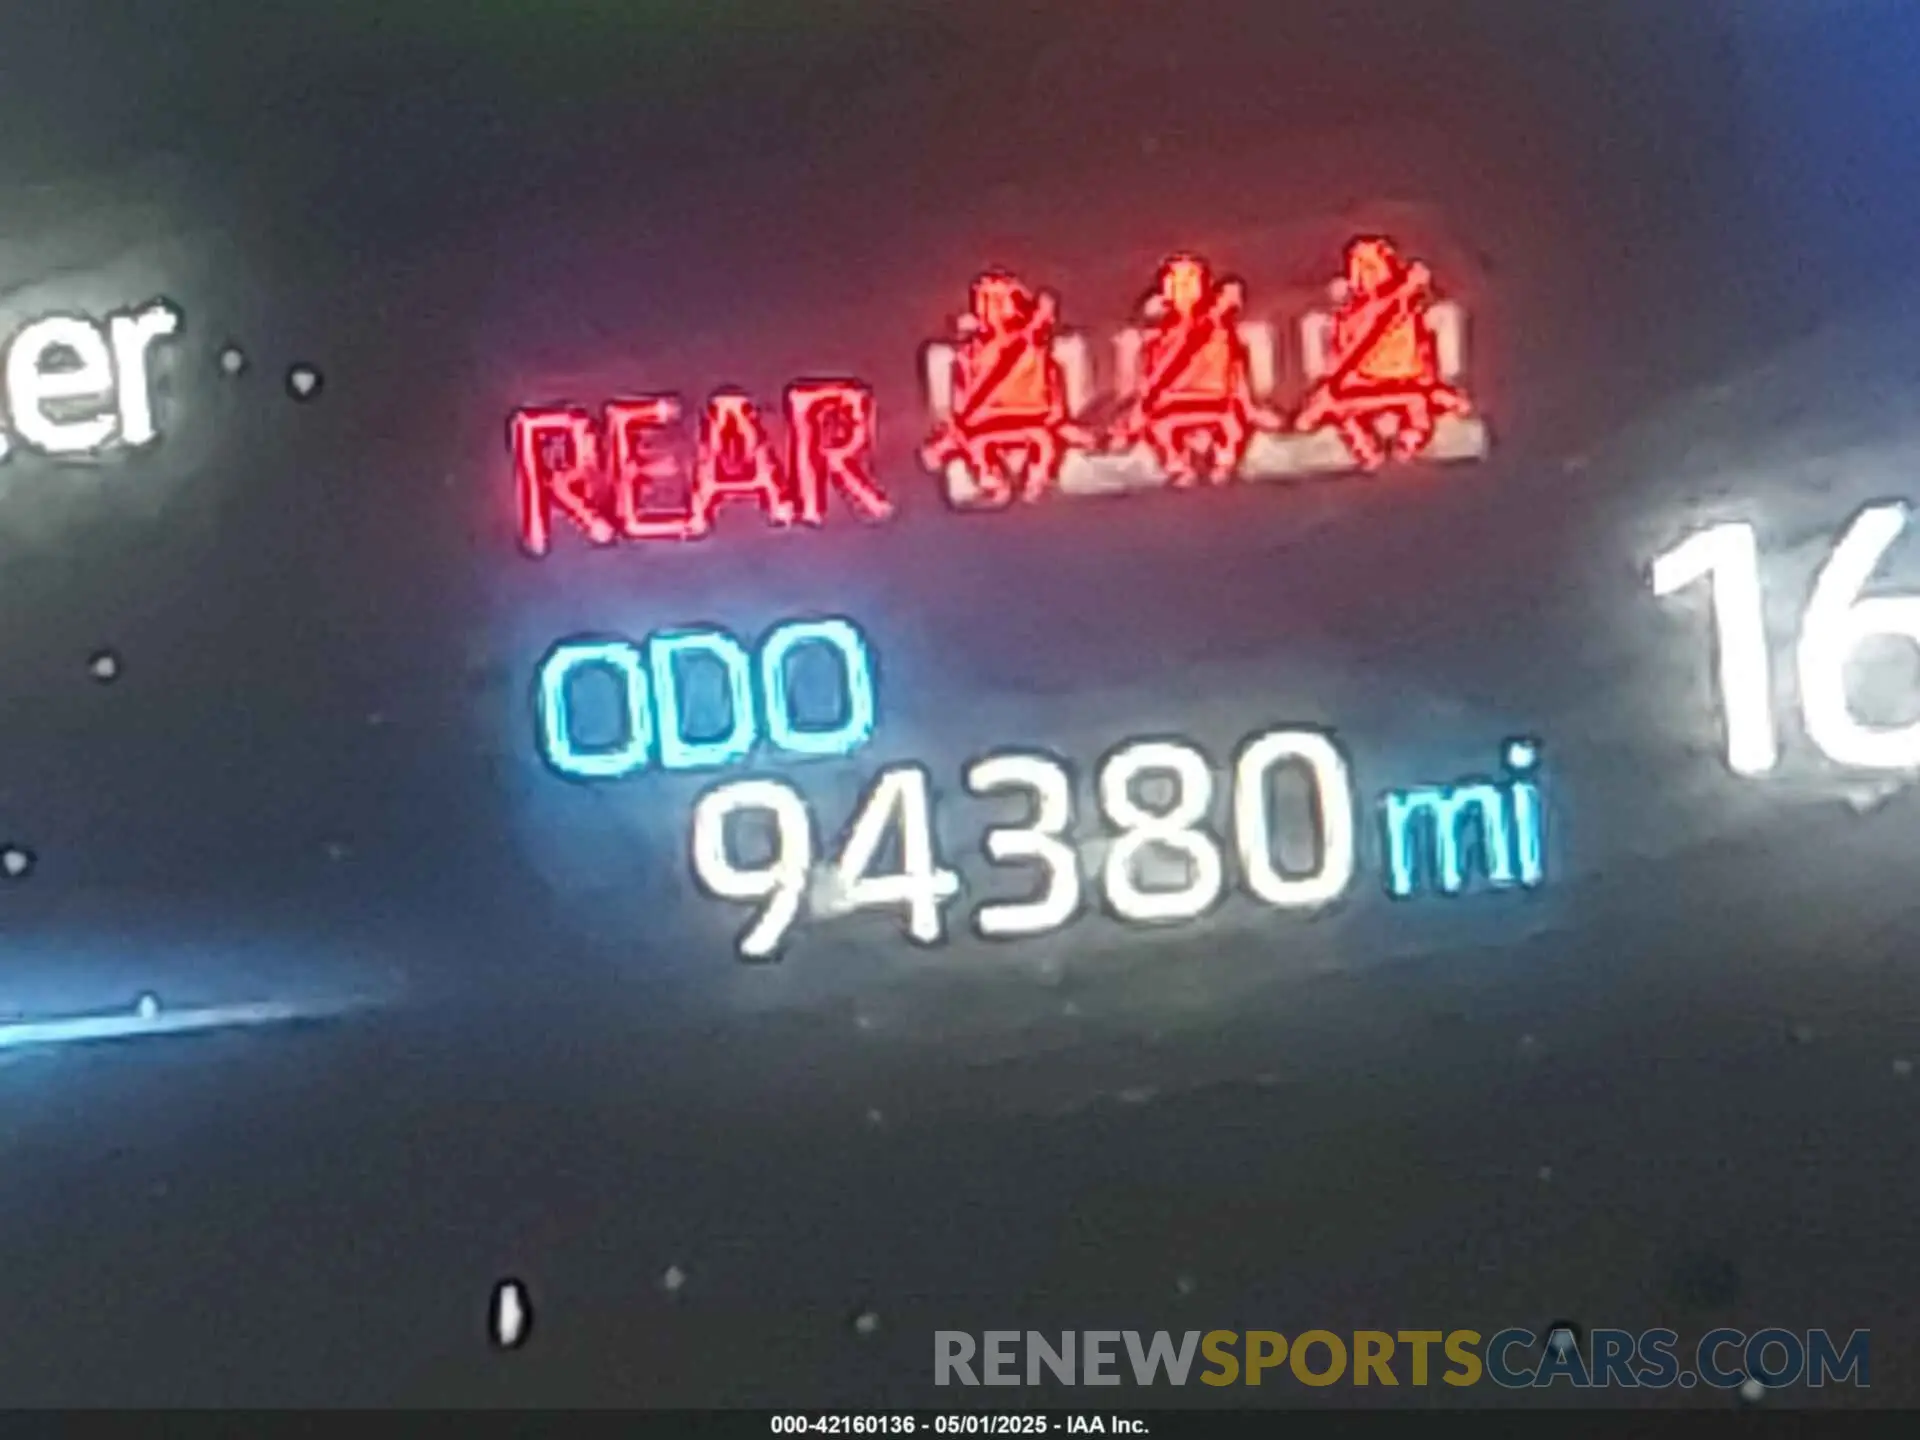 er
REAR
ODO
94380 mi
16
RENEWSPORTSCARS.COM
000-42160136 - 05/01/2025 - IAA Inc.